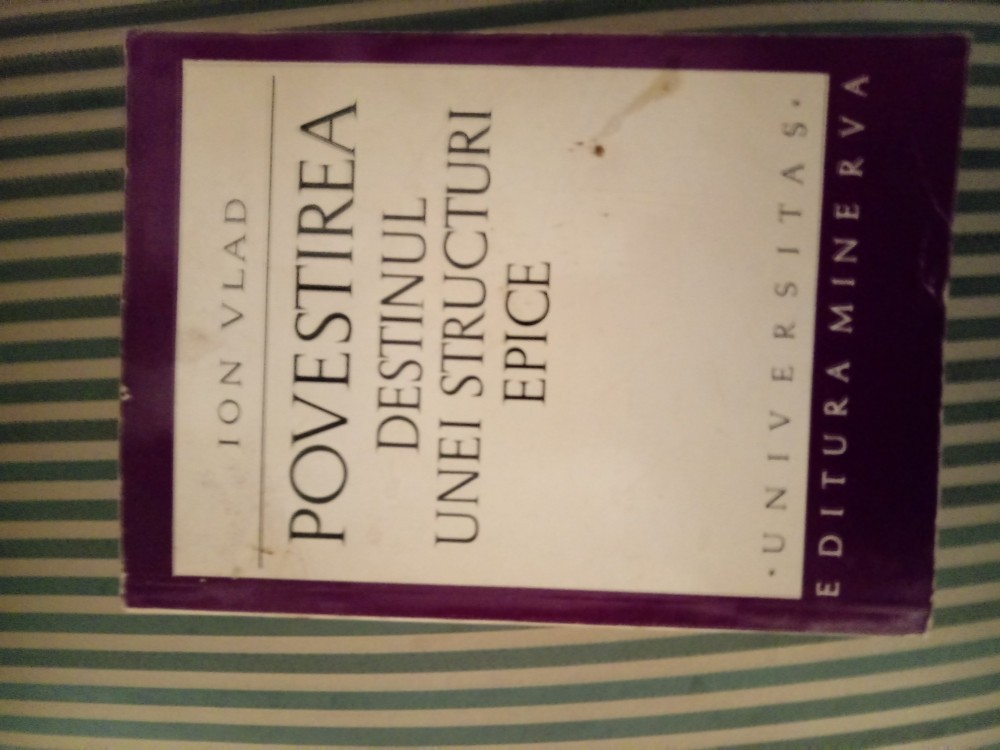 ION VLAD
POVESTIREA
DESTINUL
UNEI STRUCTURI
EPICE
· UNIVERSITAS ·
EDITURA MINERVA